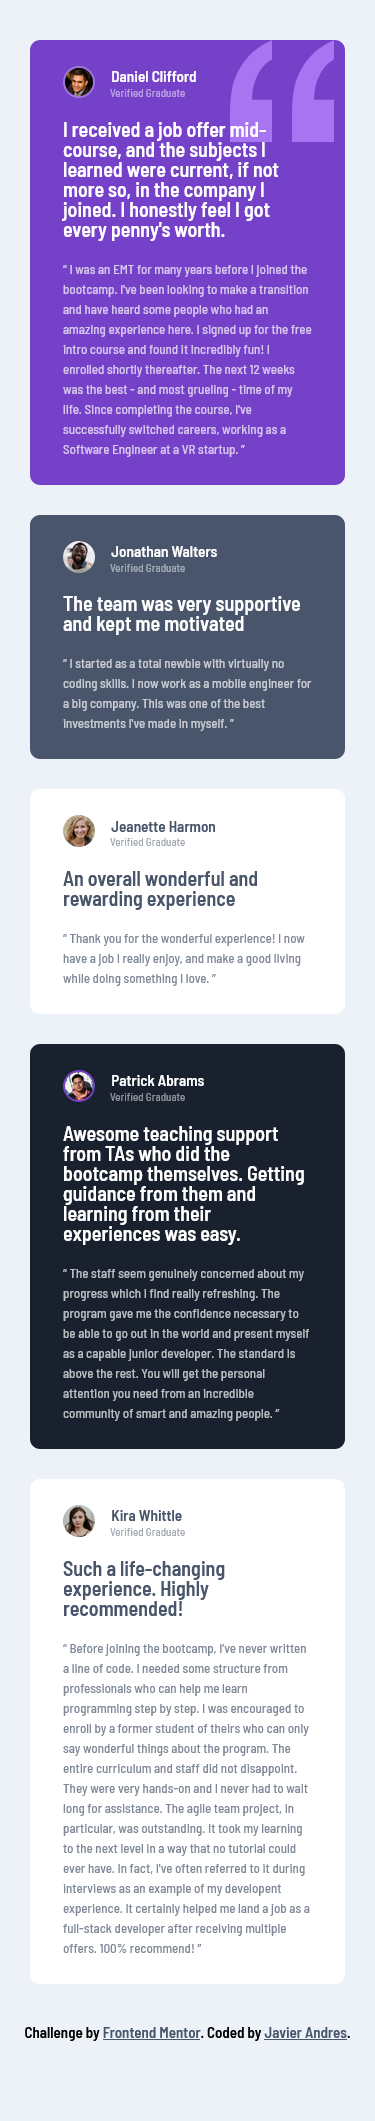 Daniel Clifford
Verified Graduate
I received a job offer mid-
course, and the subjects I
learned were current, if not
more so, in the company I
joined. I honestly feel I got
every penny's worth.
“ I was an EMT for many years before I joined the
bootcamp. I've been looking to make a transition
and have heard some people who had an
amazing experience here. I signed up for the free
intro course and found it incredibly fun! I
enrolled shortly thereafter. The next 12 weeks
was the best - and most grueling - time of my
life. Since completing the course, I've
successfully switched careers, working as a
Software Engineer at a VR startup. ”
Jonathan Walters
Verified Graduate
The team was very supportive
and kept me motivated
“ I started as a total newbie with virtually no
coding skills. I now work as a mobile engineer for
a big company. This was one of the best
investments I've made in myself. ”
Jeanette Harmon
Verified Graduate
An overall wonderful and
rewarding experience
“ Thank you for the wonderful experience! I now
have a job I really enjoy, and make a good living
while doing something I love. ”
Patrick Abrams
Verified Graduate
Awesome teaching support
from TAs who did the
bootcamp themselves. Getting
guidance from them and
learning from their
experiences was easy.
“ The staff seem genuinely concerned about my
progress which I find really refreshing. The
program gave me the confidence necessary to
be able to go out in the world and present myself
as a capable junior developer. The standard is
above the rest. You will get the personal
attention you need from an incredible
community of smart and amazing people. ”
Kira Whittle
Verified Graduate
Such a life-changing
experience. Highly
recommended!
“ Before joining the bootcamp, I've never written
a line of code. I needed some structure from
professionals who can help me learn
programming step by step. I was encouraged to
enroll by a former student of theirs who can only
say wonderful things about the program. The
entire curriculum and staff did not disappoint.
They were very hands-on and I never had to wait
long for assistance. The agile team project, in
particular, was outstanding. It took my learning
to the next level in a way that no tutorial could
ever have. In fact, I've often referred to it during
interviews as an example of my developent
experience. It certainly helped me land a job as a
full-stack developer after receiving multiple
offers. 100% recommend! ”
Challenge by Frontend Mentor. Coded by Javier Andres.